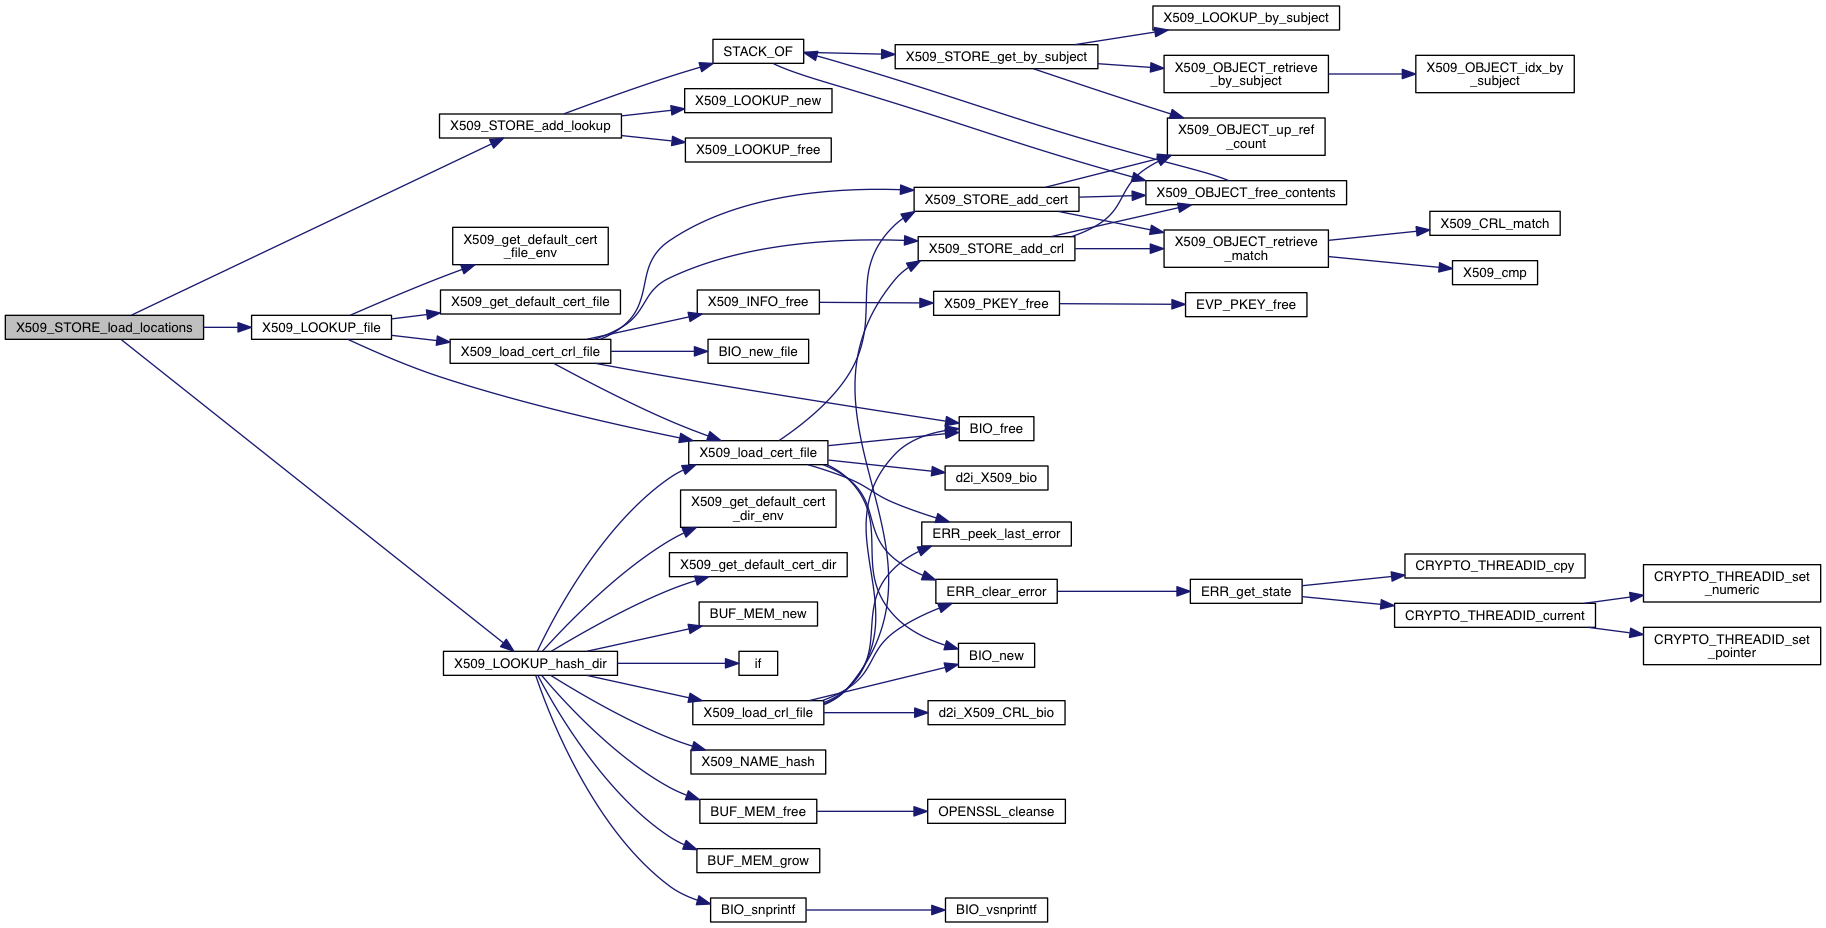 X509_LOOKUP_by_subject
STACK_OF
X509_STORE_get_by_subject
X509_OBJECT_retrieve
_by_subject
X509_OBJECT_idx_by
_subject
X509_LOOKUP_new
X509_STORE_add_lookup
X509_OBJECT_up_ref
_count
X509_LOOKUP_free
X509_STORE_add_cert
X509_OBJECT_free_contents
X509_get_default_cert
_file_env
X509_STORE_add_crl
X509_OBJECT_retrieve
_match
X509_CRL_match
X509_cmp
X509_get_default_cert_file
X509_INFO_free
X509_PKEY_free
EVP_PKEY_free
X509_STORE_load_locations
X509_LOOKUP_file
X509_load_cert_crl_file
BIO_new_file
BIO_free
X509_load_cert_file
d2i_X509_bio
X509_get_default_cert
_dir_env
ERR_peek_last_error
X509_get_default_cert_dir
CRYPTO_THREADID_cpy
ERR_clear_error
ERR_get_state
CRYPTO_THREADID_set
_numeric
BUF_MEM_new
CRYPTO_THREADID_current
CRYPTO_THREADID_set
_pointer
X509_LOOKUP_hash_dir
if
BIO_new
X509_load_crl_file
d2i_X509_CRL_bio
X509_NAME_hash
BUF_MEM_free
OPENSSL_cleanse
BUF_MEM_grow
BIO_snprintf
BIO_vsnprintf